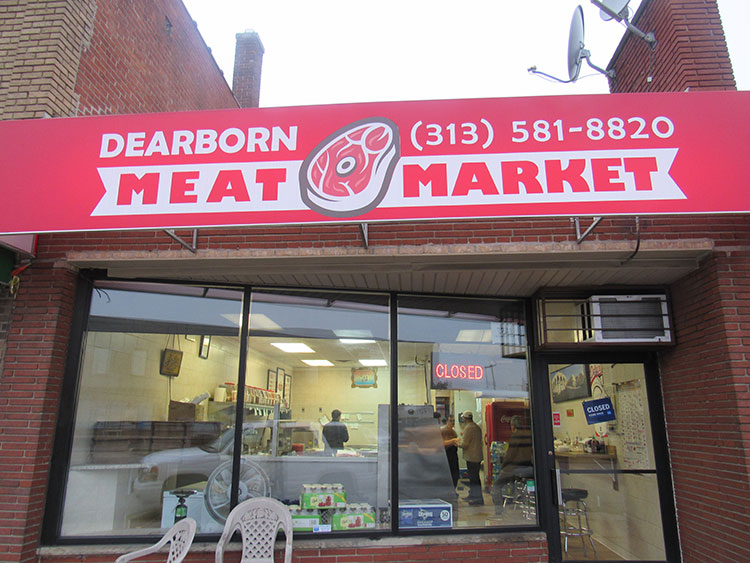 DEARBORN
(313) 581-8820
MEAT MARKET
CLOSED
CLOSED